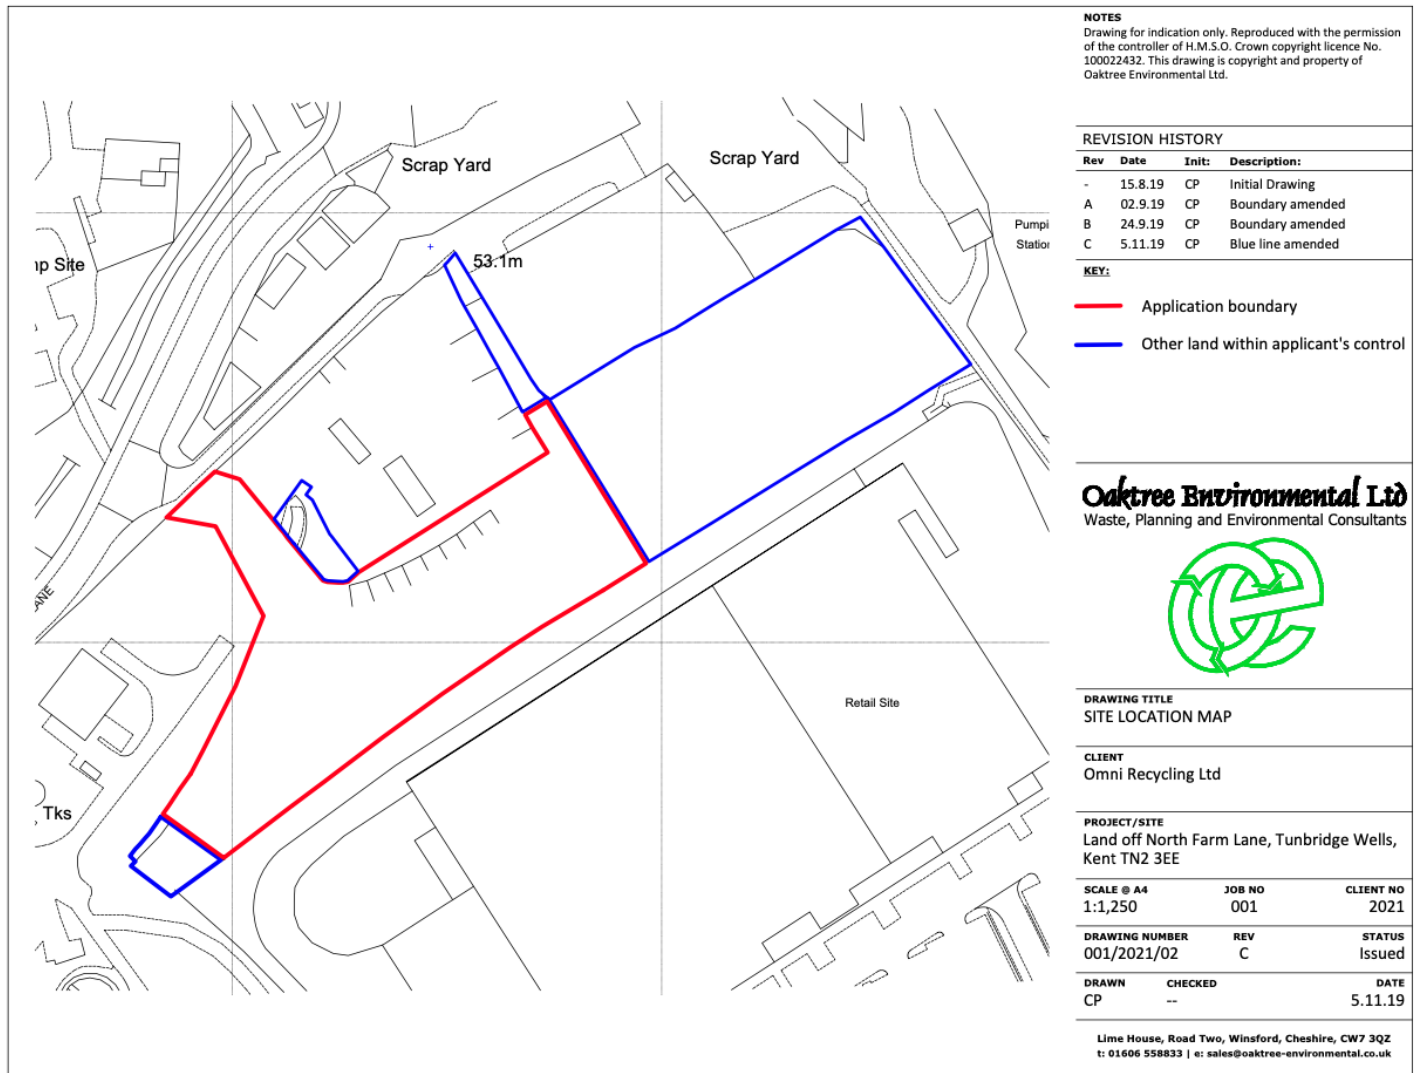 NOTES
Drawing for indication only. Reproduced with the permission
of the controller of H.M.S.O. Crown copyright licence No.
100022432. This drawing is copyright and property of
Oaktree Environmental Ltd.
REVISION HISTORY
Rev Date Init: Description:
- 15.8.19 CP Initial Drawing
A 02.9.19 CP Boundary amended
B 24.9.19 CP Boundary amended
C 5.11.19 CP Blue line amended
KEY:
Application boundary
Other land within applicant's control
Scrap Yard
Scrap Yard
Pumpi
Station
np Site
53.1m
ANE
Tks
Retail Site
Oaktree Environmental Ltd
Waste, Planning and Environmental Consultants
DRAWING TITLE
SITE LOCATION MAP
CLIENT
Omni Recycling Ltd
PROJECT/SITE
Land off North Farm Lane, Tunbridge Wells,
Kent TN2 3EE
SCALE @ A4 JOB NO CLIENT NO
1:1,250 001 2021
DRAWING NUMBER REV STATUS
001/2021/02 C Issued
DRAWN CHECKED DATE
CP -- 5.11.19
Lime House, Road Two, Winsford, Cheshire, CW7 3QZ
t: 01606 558833 | e: sales@oaktree-environmental.co.uk